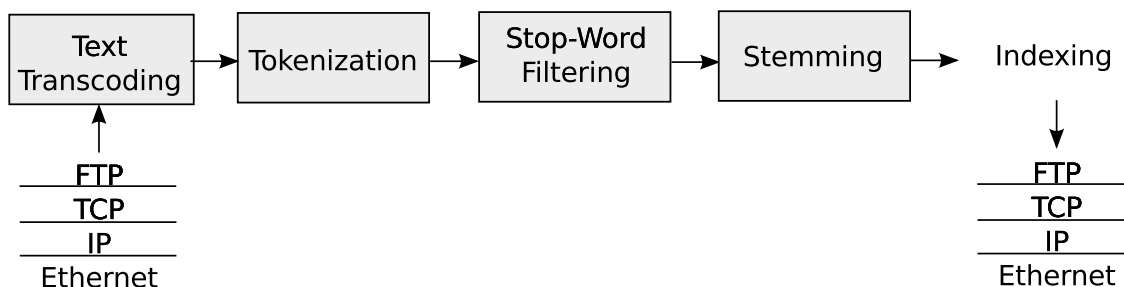 Text
Transcoding
Tokenization
Stop-Word
Filtering
Stemming
Indexing
FTP
TCP
IP
Ethernet
FTP
TCP
IP
Ethernet